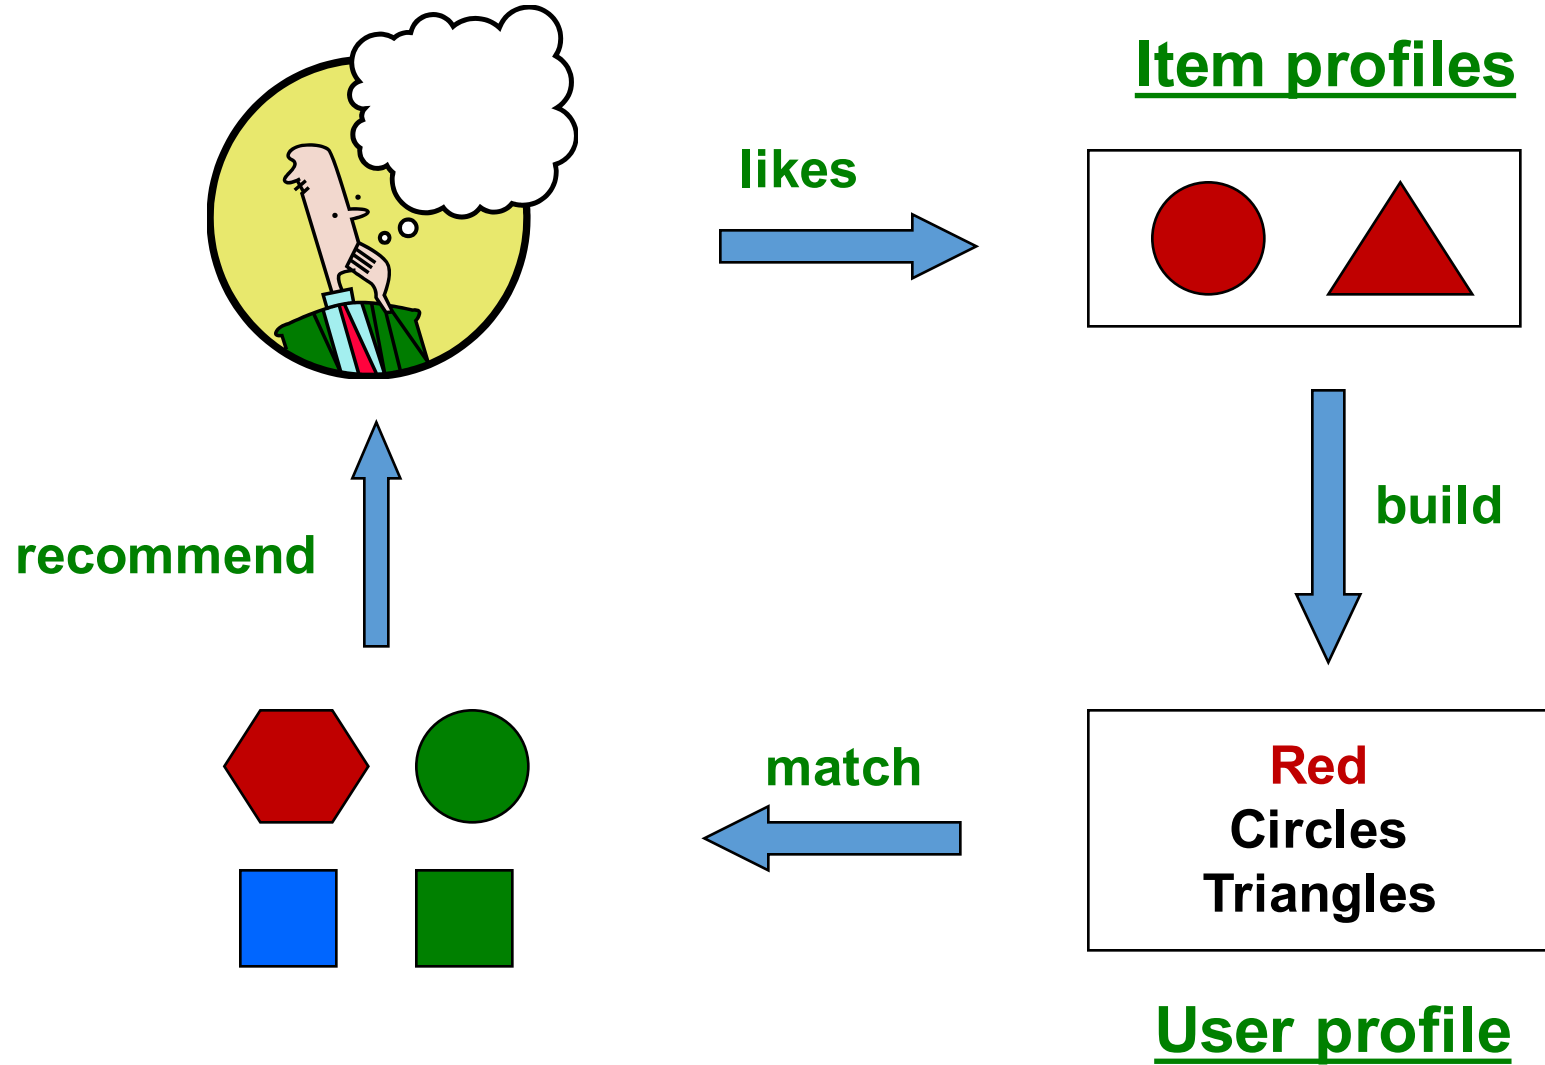 Item profiles
likes
build
recommend
match
Red
Circles
Triangles
User profile